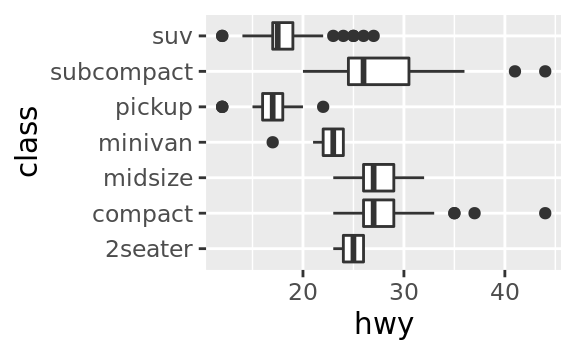 suv
subcompact
pickup
minivan
midsize
compact
2seater
class
20 30 40
hwy